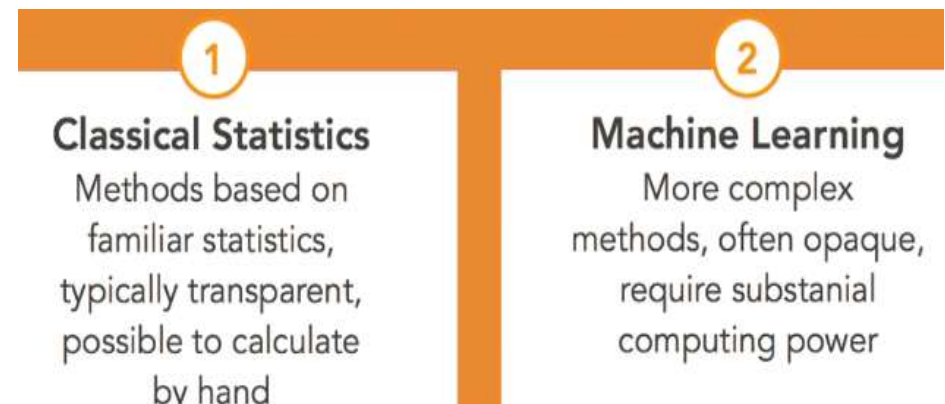 1
Classical Statistics
Methods based on
familiar statistics,
typically transparent,
possible to calculate
by hand
2
Machine Learning
More complex
methods, often opaque,
require substanial
computing power